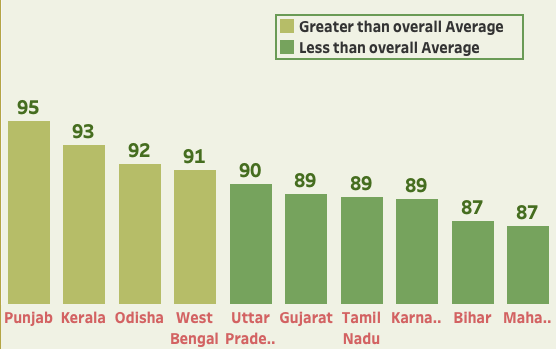 Greater than overall Average
Less than overall Average
95
93
92
91
90
89
89
89
87
87
Punjab
Kerala
Odisha
West
Bengal
Uttar
Prade..
Gujarat
Tamil
Nadu
Karna..
Bihar
Maha..